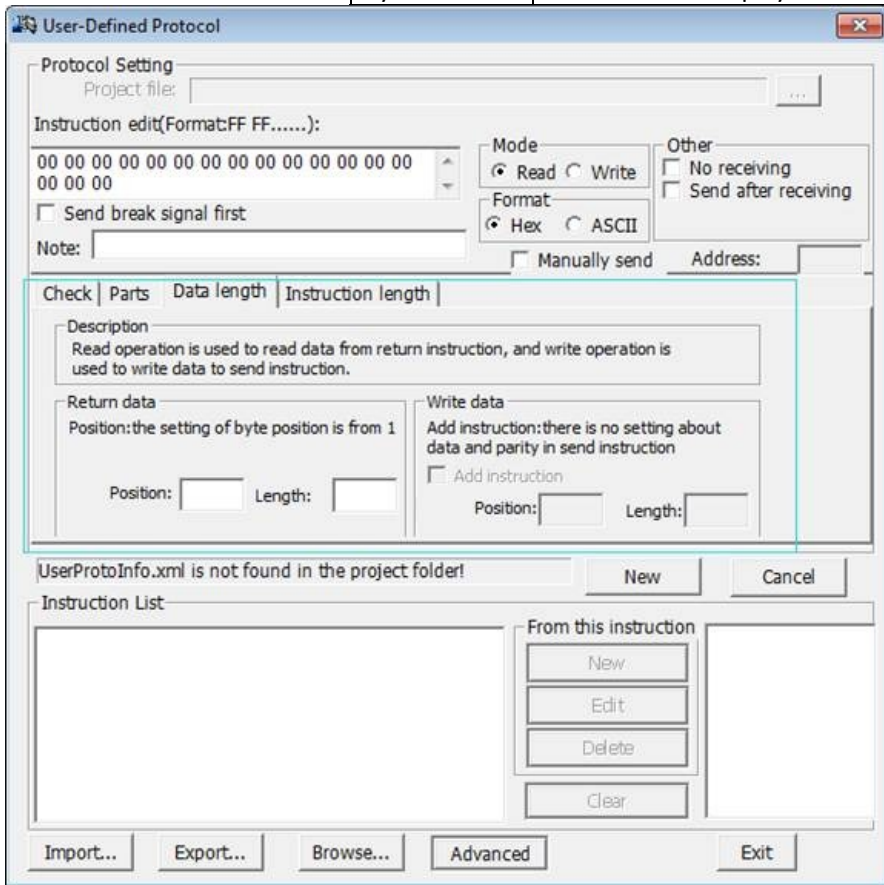 User-Defined Protocol
Protocol Setting
Project file:
...
Instruction edit(Format:FF FF......):
00 00 00 00 00 00 00 00 00 00 00 00 00 00
00 00 00
Send break signal first
Note:
Mode
Read Write
Format
Hex ASCII
Other
No receiving
Send after receiving
Manually send Address:
Check Parts Data length Instruction length
Description
Read operation is used to read data from return instruction, and write operation is
used to write data to send instruction.
Return data
Position:the setting of byte position is from 1
Position: Length:
Write data
Add instruction:there is no setting about
data and parity in send instruction
Add instruction
Position: Length:
UserProtoInfo.xml is not found in the project folder!
New Cancel
Instruction List
From this instruction
New
Edit
Delete
Clear
Import... Export... Browse... Advanced Exit